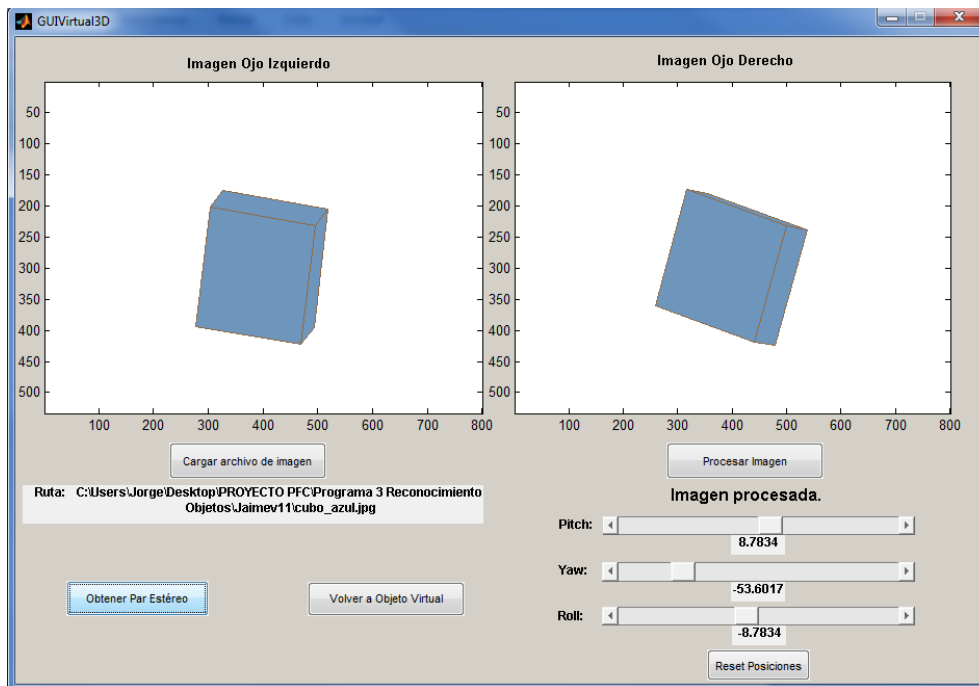 GUIVirtual3D
Imagen Ojo Izquierdo
50
100
150
200
250
300
350
400
450
500
100 200 300 400 500 600 700 800
Imagen Ojo Derecho
50
100
150
200
250
300
350
400
450
500
100 200 300 400 500 600 700 800
Cargar archivo de imagen
Procesar Imagen
Ruta: C:\Users\Jorge\Desktop\PROYECTO PFC\Programa 3 Reconocimiento
Objetos\Jaimev11\cubo_azul.jpg
Imagen procesada.
Pitch:
8.7834
Yaw:
-53.6017
Roll:
-8.7834
Obtener Par Estéreo
Volver a Objeto Virtual
Reset Posiciones